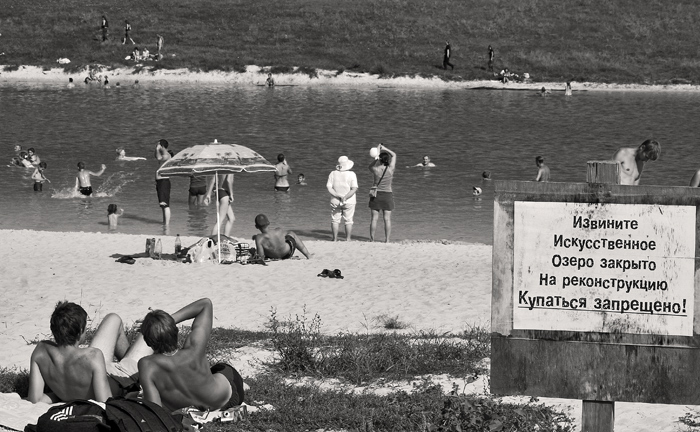 Извините
Искусственное
Озеро закрыто
На реконструкцию
Купаться запрещено!